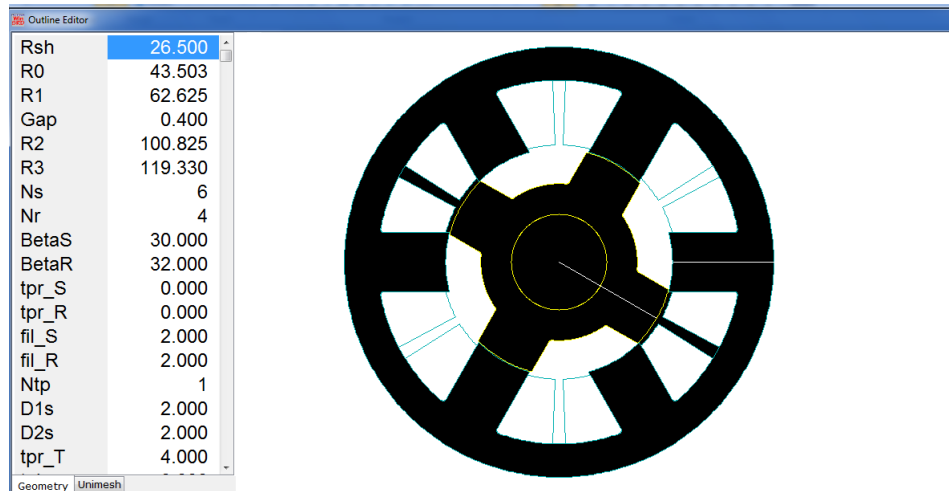 Outline Editor
Rsh 26.500
R0 43.503
R1 62.625
Gap 0.400
R2 100.825
R3 119.330
Ns 6
Nr 4
BetaS 30.000
BetaR 32.000
tpr_S 0.000
tpr_R 0.000
fil_S 2.000
fil_R 2.000
Ntp 1
D1s 2.000
D2s 2.000
tpr_T 4.000
Geometry Unimesh